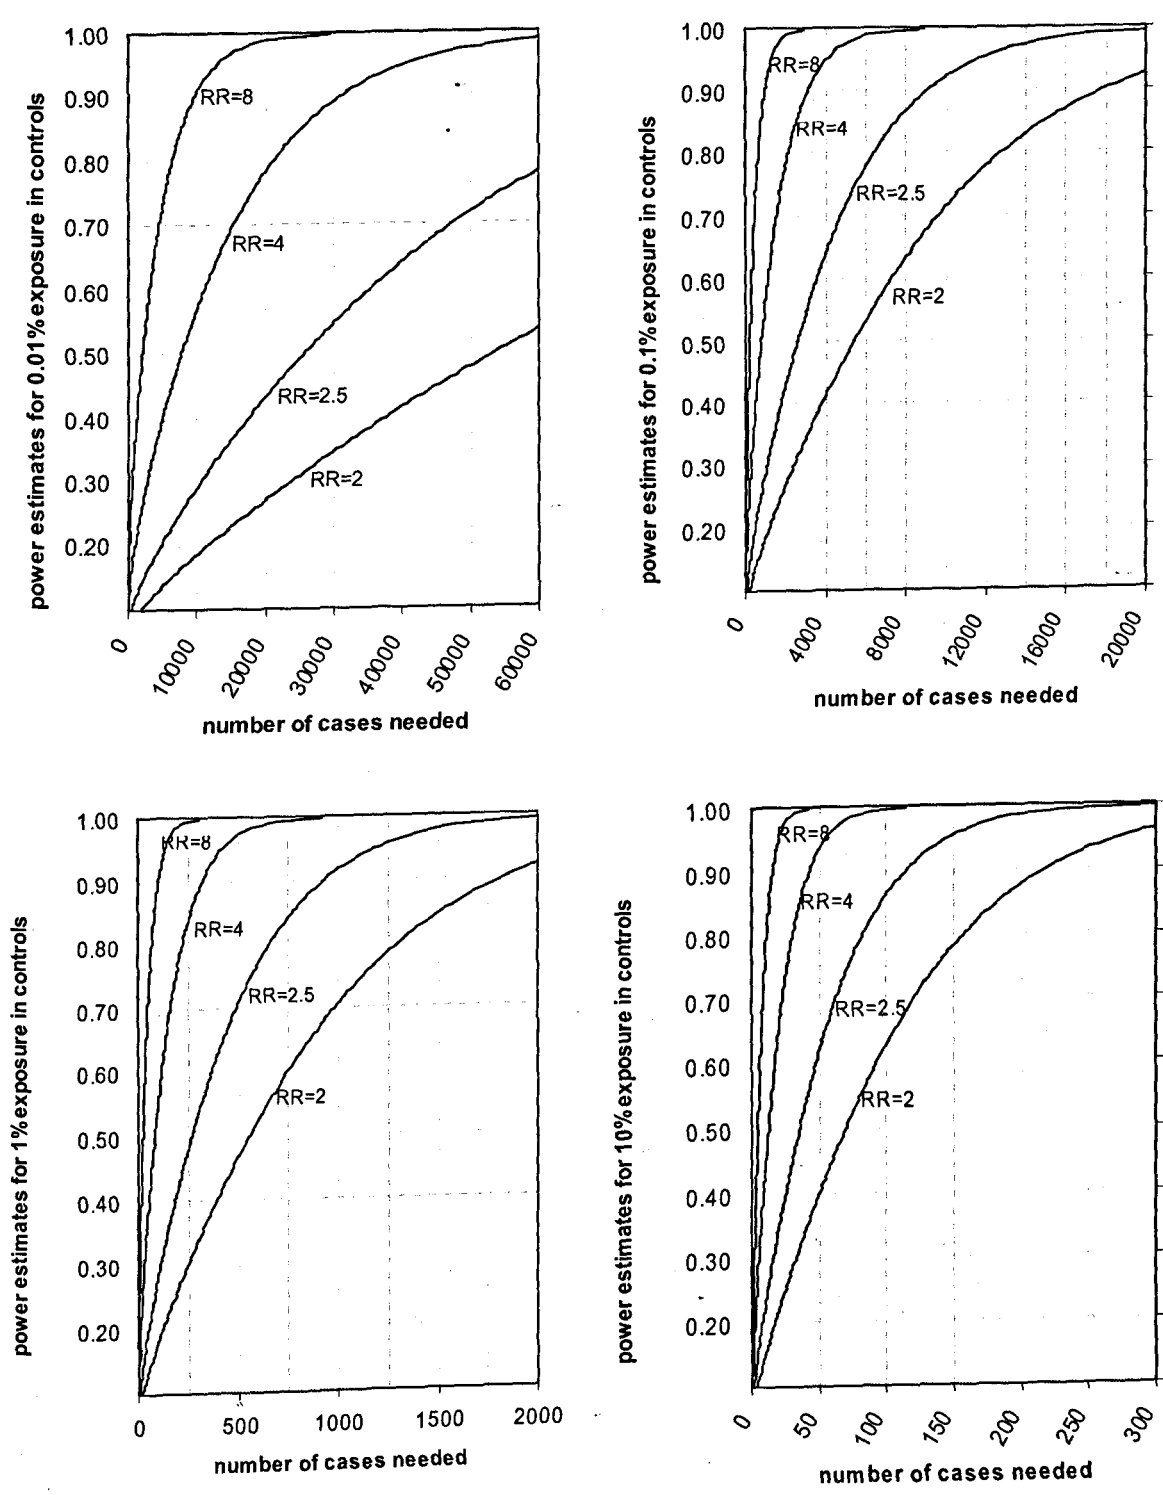 power estimates for 0.01% exposure in controls
1.00
0.90
0.80
0.70
0.60
0.50
0.40
0.30
0.20
RR=8
RR=4
RR=2.5
RR=2
0
10000
20000
30000
40000
50000
60000
number of cases needed
power estimates for 0.1% exposure in controls
1.00
0.90
0.80
0.70
0.60
0.50
0.40
0.30
0.20
RR=8
RR=4
RR=2.5
RR=2
0
4000
8000
12000
16000
20000
number of cases needed
power estimates for 1% exposure in controls
1.00
0.90
0.80
0.70
0.60
0.50
0.40
0.30
0.20
RR=8
RR=4
RR=2.5
RR=2
0
500
1000
1500
2000
number of cases needed
power estimates for 10% exposure in controls
1.00
0.90
0.80
0.70
0.60
0.50
0.40
0.30
0.20
RR=8
RR=4
RR=2.5
RR=2
0
50
100
150
200
250
300
number of cases needed